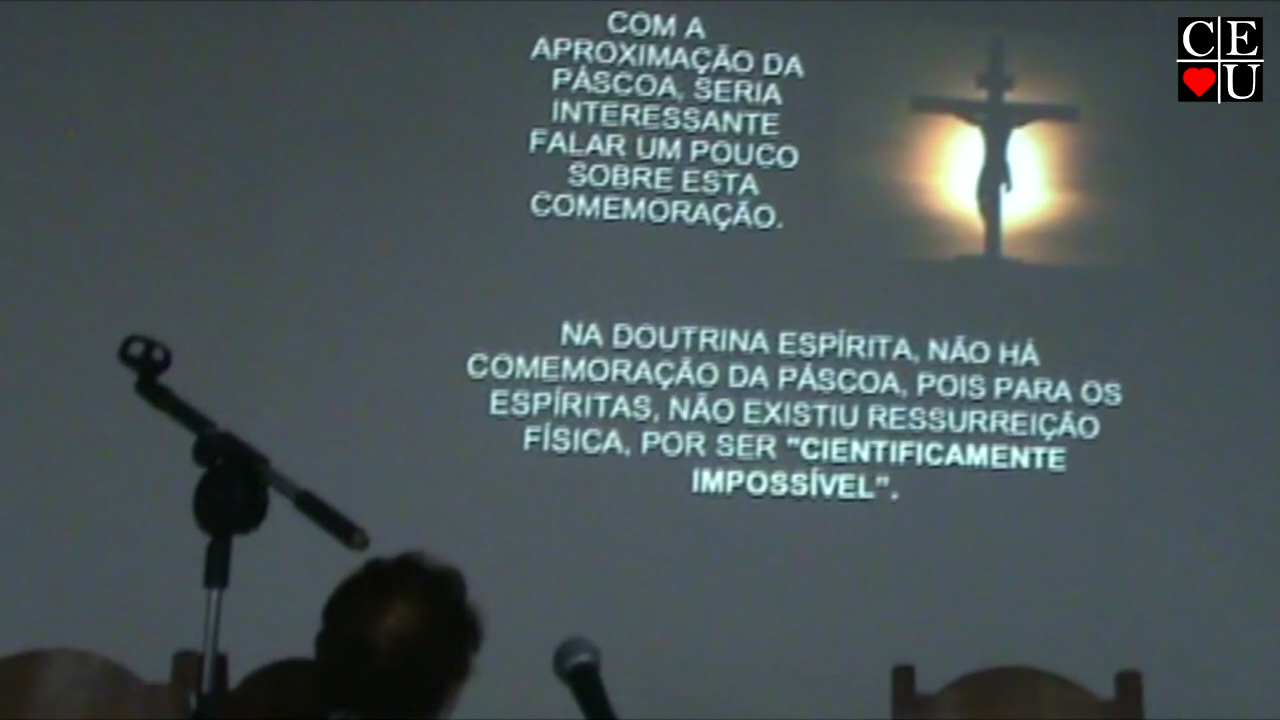 COM A
APROXIMAÇÃO DA
PÁSCOA, SERIA
INTERESSANTE
FALAR UM POUCO
SOBRE ESTA
COMEMORAÇÃO.
CE
U
NA DOUTRINA ESPÍRITA, NÃO HÁ
COMEMORAÇÃO DA PÁSCOA, POIS PARA OS
ESPÍRITAS, NÃO EXISTIU RESSURREIÇÃO
FÍSICA, POR SER "CIENTIFICAMENTE
IMPOSSÍVEL".